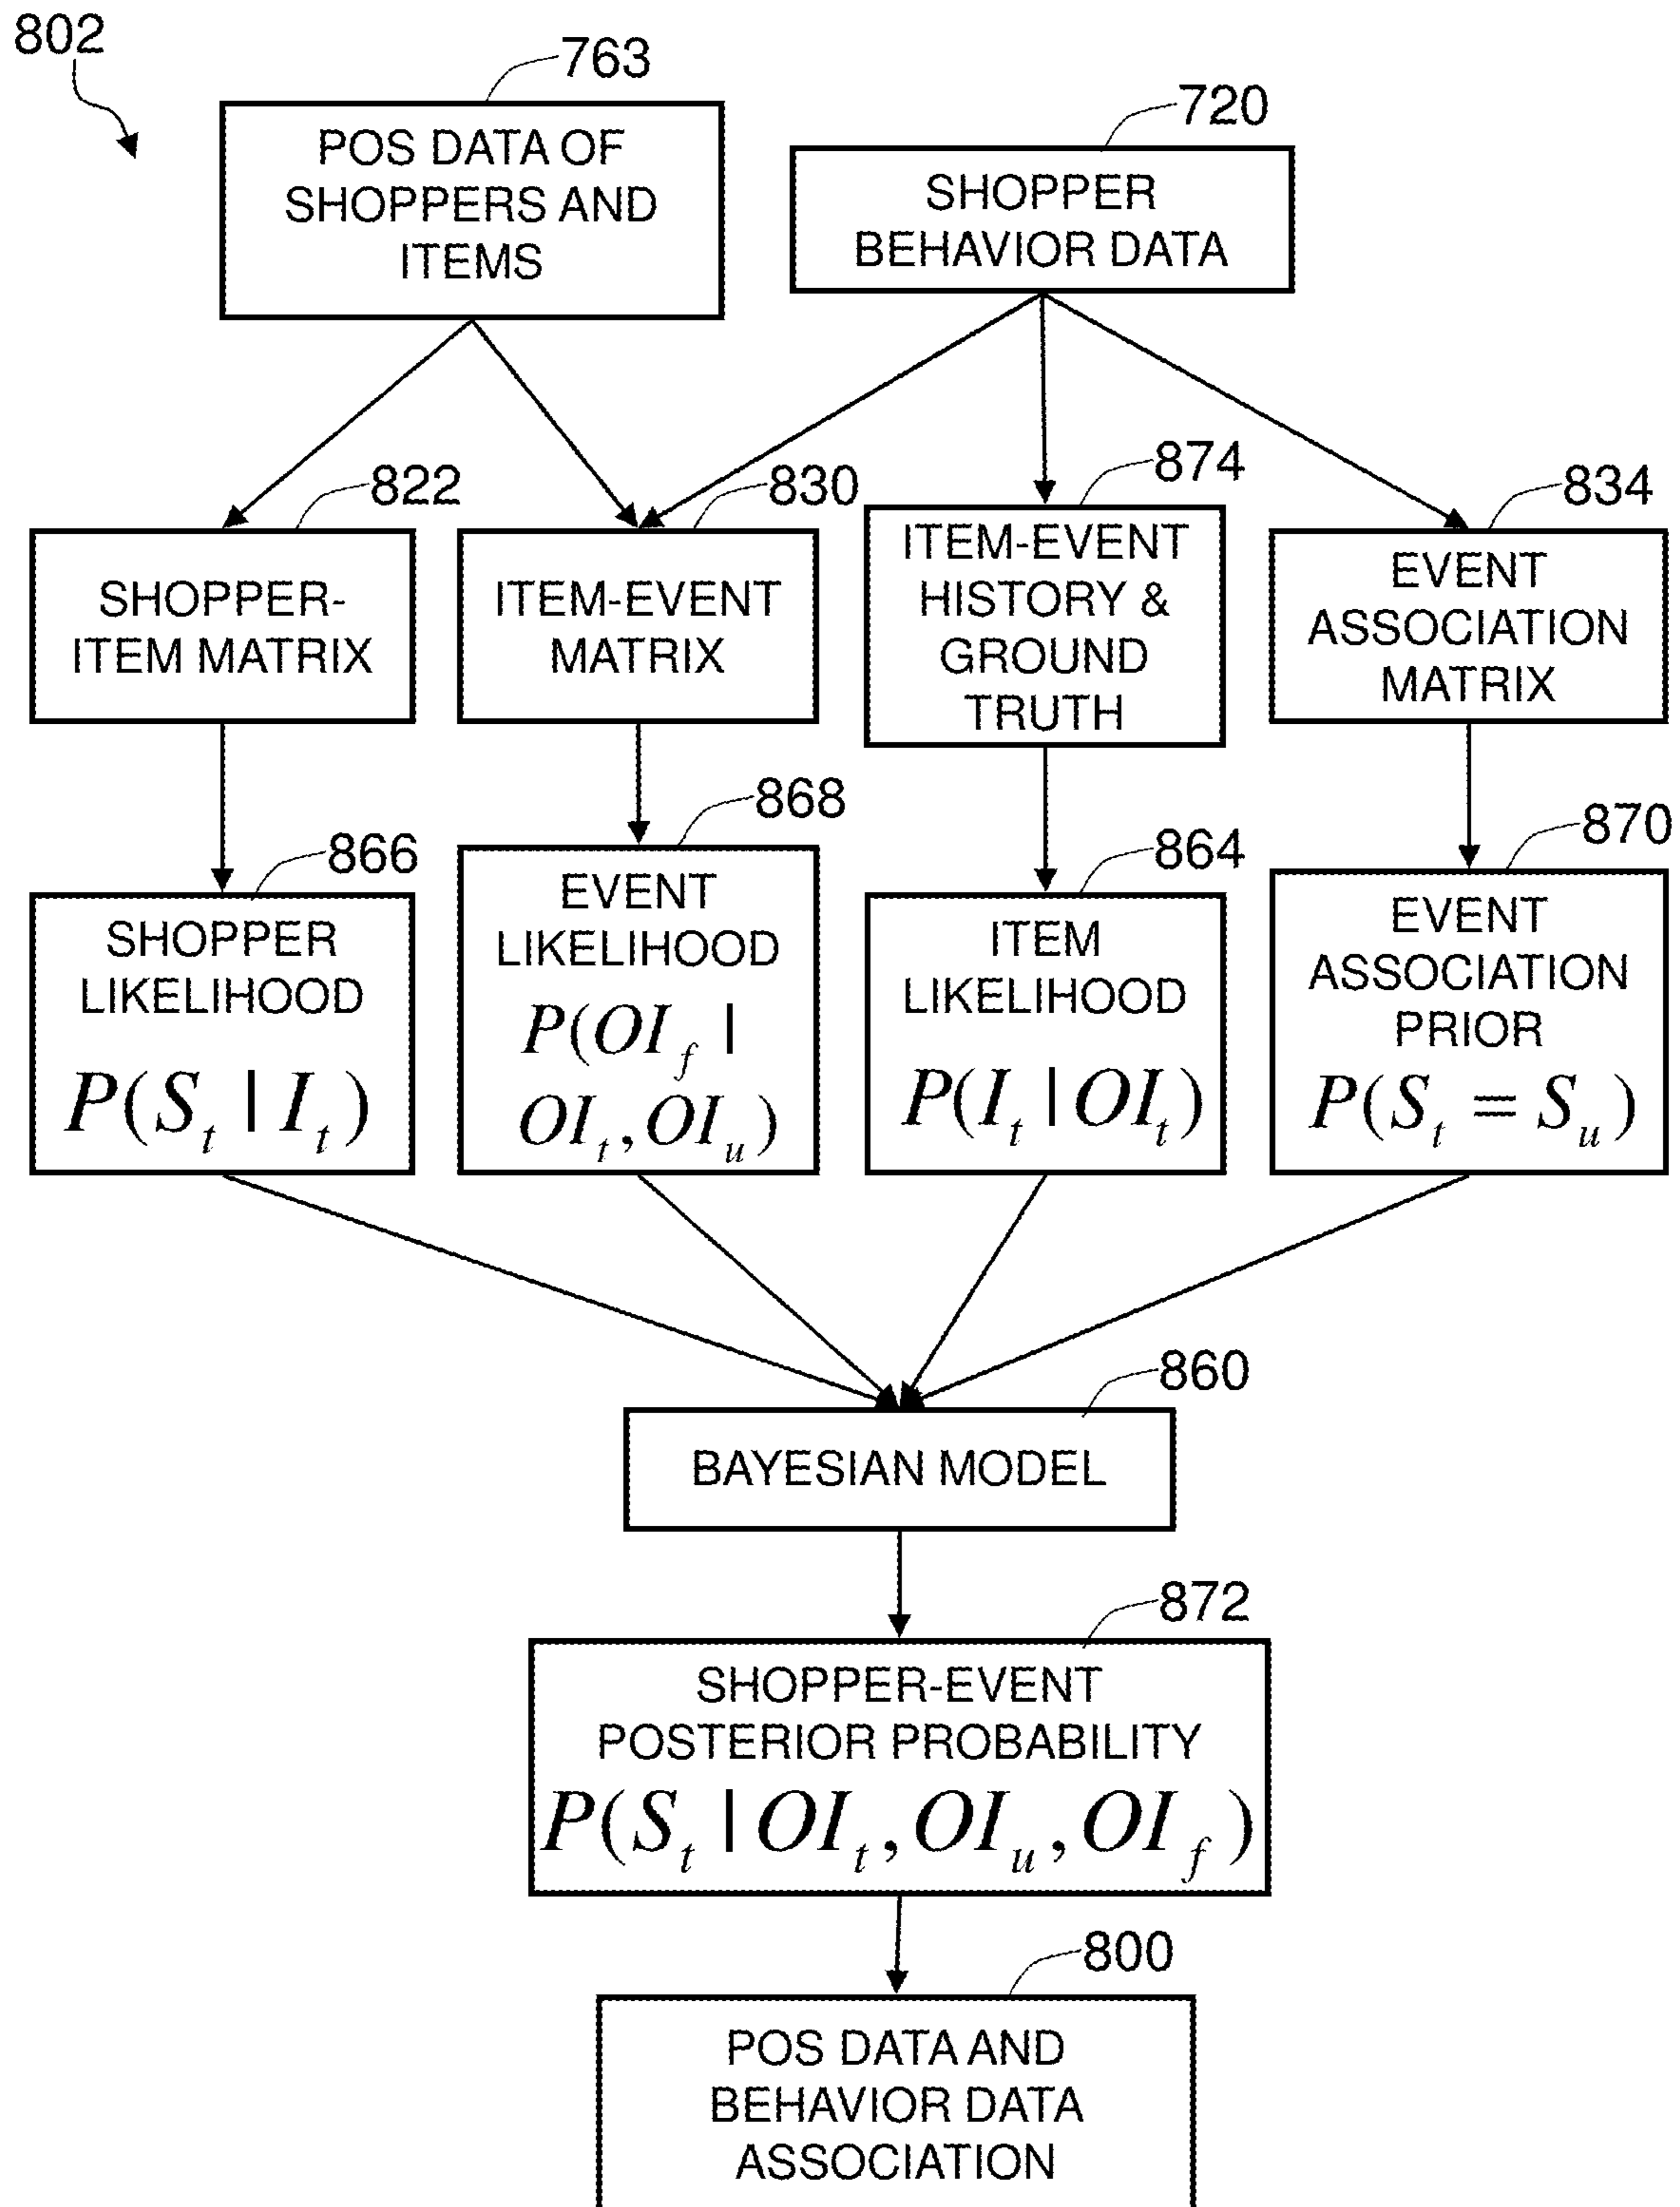 802
763
POS DATA OF
SHOPPERS AND
ITEMS
720
SHOPPER
BEHAVIOR DATA
822
SHOPPER-
ITEM MATRIX
830
ITEM-EVENT
MATRIX
874
ITEM-EVENT
HISTORY &
GROUND
TRUTH
834
EVENT
ASSOCIATION
MATRIX
866
SHOPPER
LIKELIHOOD
P(S_t | I_t)
868
EVENT
LIKELIHOOD
P(OI_f |
OI_t, OI_u)
864
ITEM
LIKELIHOOD
P(I_t | OI_t)
870
EVENT
ASSOCIATION
PRIOR
P(S_t = S_u)
860
BAYESIAN MODEL
872
SHOPPER-EVENT
POSTERIOR PROBABILITY
P(S_t | OI_t, OI_u, OI_f)
800
POS DATA AND
BEHAVIOR DATA
ASSOCIATION